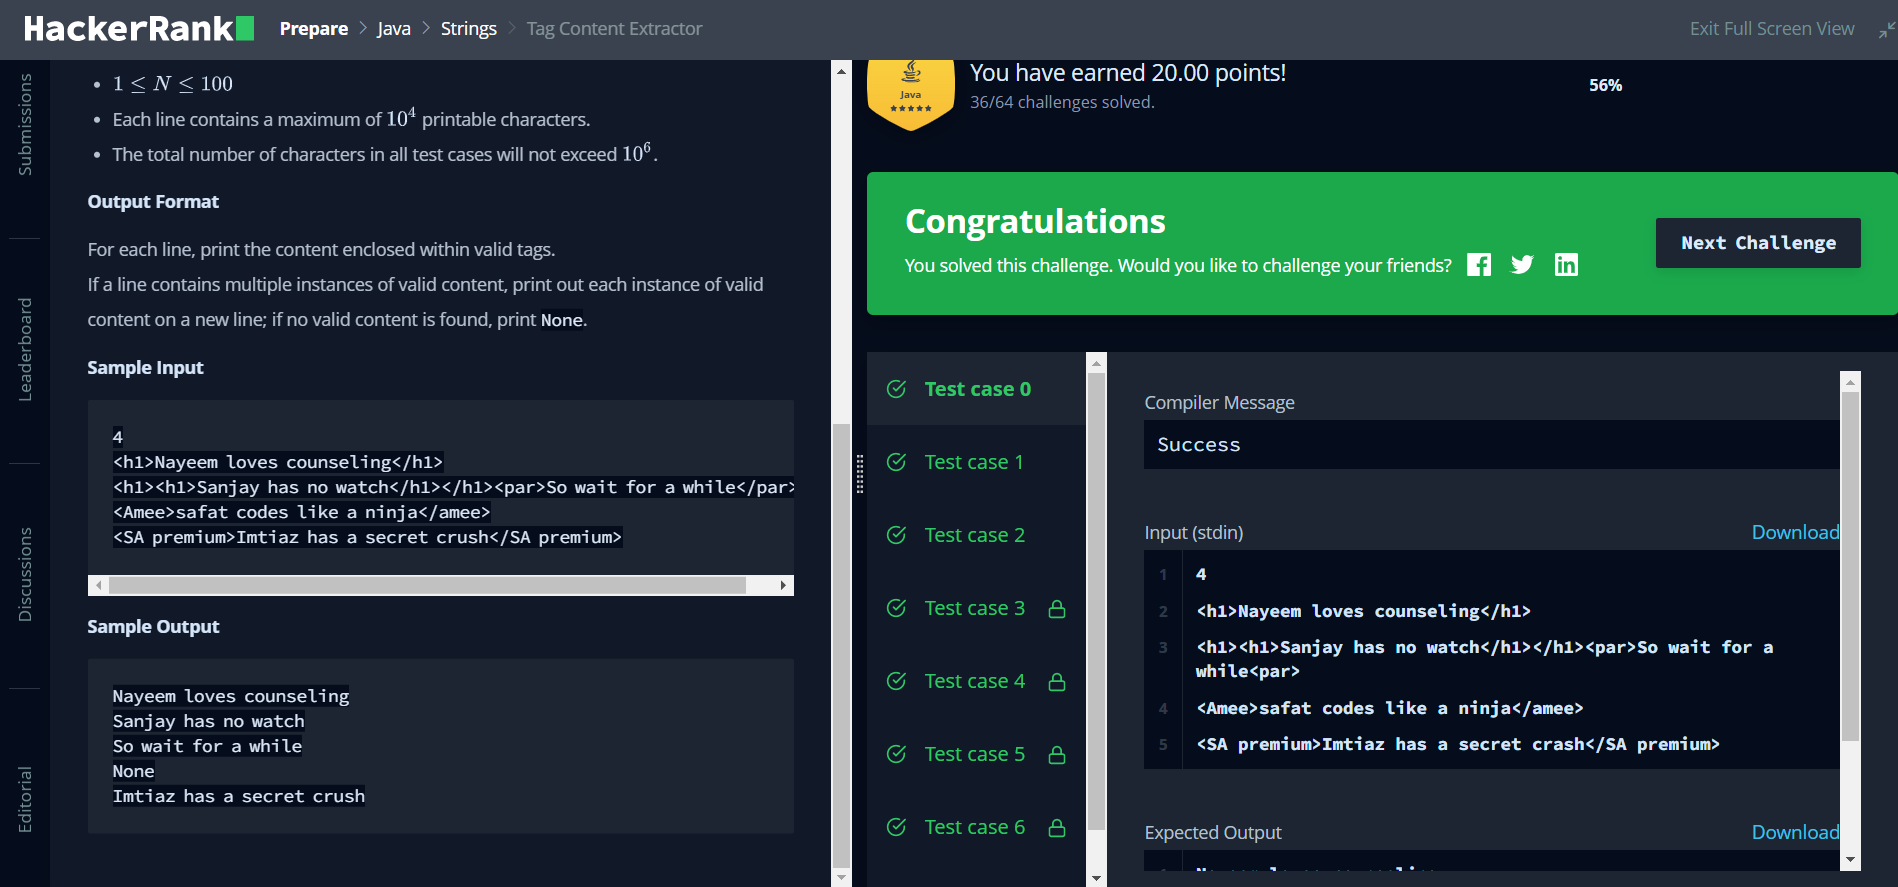 HackerRank
Prepare > Java > Strings > Tag Content Extractor
Exit Full Screen View
Submissions
Leaderboard
Discussions
Editorial
• 1 ≤ N ≤ 100
• Each line contains a maximum of 10^4 printable characters.
• The total number of characters in all test cases will not exceed 10^6.
Output Format
For each line, print the content enclosed within valid tags.
If a line contains multiple instances of valid content, print out each instance of valid
content on a new line; if no valid content is found, print None.
Sample Input
4
<h1>Nayeem loves counseling</h1>
<h1><h1>Sanjay has no watch</h1></h1><par>So wait for a while</par>
<Amee>safat codes like a ninja</amee>
<SA premium>Imtiaz has a secret crush</SA premium>
Sample Output
Nayeem loves counseling
Sanjay has no watch
So wait for a while
None
Imtiaz has a secret crush
Java
You have earned 20.00 points!
36/64 challenges solved.
56%
Congratulations
You solved this challenge. Would you like to challenge your friends?
Next Challenge
Test case 0
Test case 1
Test case 2
Test case 3
Test case 4
Test case 5
Test case 6
Compiler Message
Success
Input (stdin)
Download
1 4
2 <h1>Nayeem loves counseling</h1>
3 <h1><h1>Sanjay has no watch</h1></h1><par>So wait for a
while<par>
4 <Amee>safat codes like a ninja</amee>
5 <SA premium>Imtiaz has a secret crash</SA premium>
Expected Output
Download